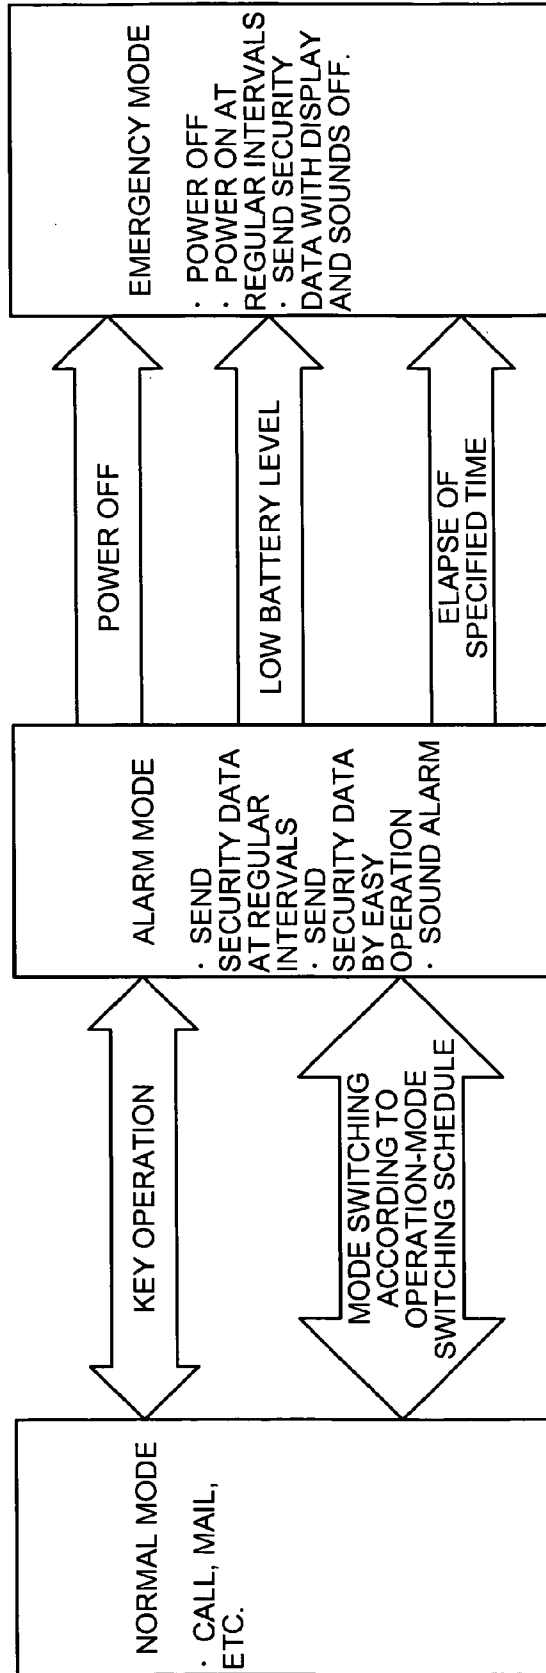 NORMAL MODE
· CALL, MAIL,
ETC.
KEY OPERATION
MODE SWITCHING
ACCORDING TO
OPERATION-MODE
SWITCHING SCHEDULE
ALARM MODE
· SEND
SECURITY DATA
AT REGULAR
INTERVALS
· SEND
SECURITY DATA
BY EASY
OPERATION
· SOUND ALARM
POWER OFF
LOW BATTERY LEVEL
ELAPSE OF
SPECIFIED TIME
EMERGENCY MODE
· POWER OFF
· POWER ON AT
REGULAR INTERVALS
· SEND SECURITY
DATA WITH DISPLAY
AND SOUNDS OFF.